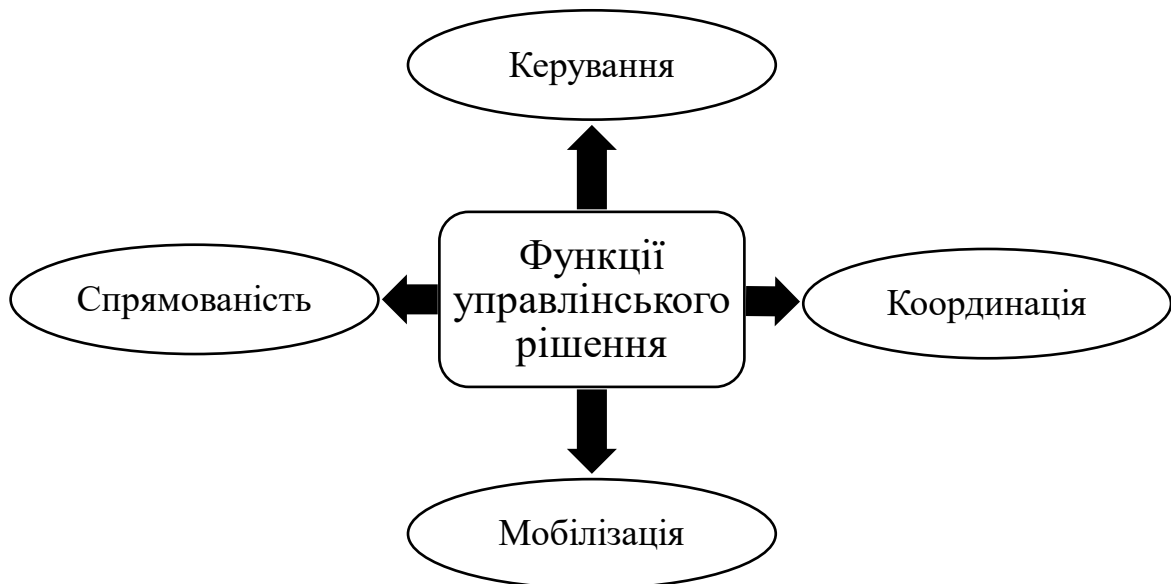 Керування
Спрямованість
Функції
управлінського
рішення
Координація
Мобілізація